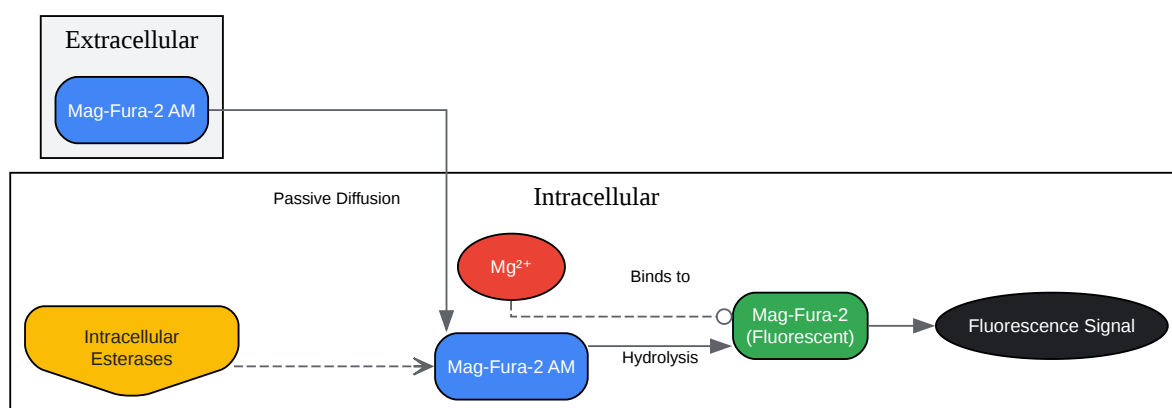 Extracellular
Mag-Fura-2 AM
Passive Diffusion
Intracellular
Mg²⁺
Binds to
Intracellular
Esterases
Mag-Fura-2 AM
Hydrolysis
Mag-Fura-2
(Fluorescent)
Fluorescence Signal